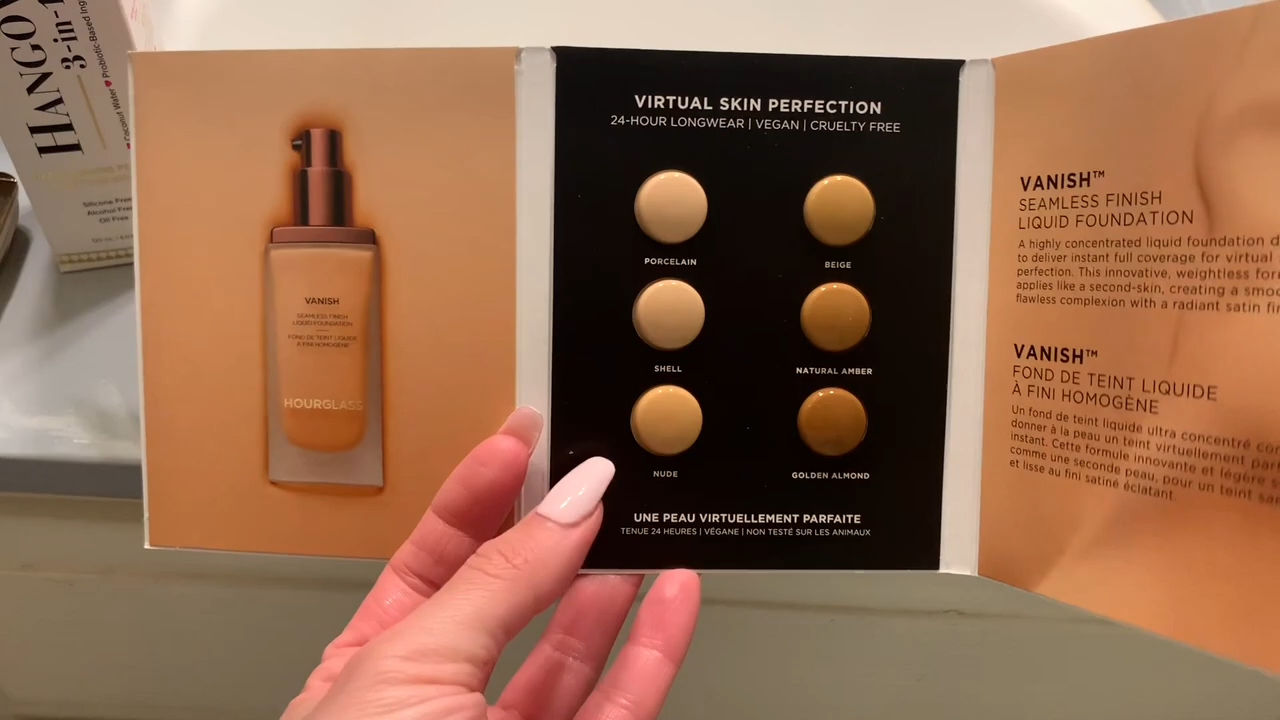 HANGOV
3-in-1
Coconut Water ♥ Probiotic-Based Ing
Silicone Free
Alcohol Free
Oil Free
VANISH
SEAMLESS FINISH
LIQUID FOUNDATION
FOND DE TEINT LIQUIDE
À FINI HOMOGÈNE
HOURGLASS
VIRTUAL SKIN PERFECTION
24-HOUR LONGWEAR | VEGAN | CRUELTY FREE
PORCELAIN
BEIGE
SHELL
NATURAL AMBER
NUDE
GOLDEN ALMOND
UNE PEAU VIRTUELLEMENT PARFAITE
TENUE 24 HEURES | VÉGANE | NON TESTÉ SUR LES ANIMAUX
VANISH™
SEAMLESS FINISH
LIQUID FOUNDATION
A highly concentrated liquid foundation d
to deliver instant full coverage for virtual
perfection. This innovative, weightless for
applies like a second-skin, creating a smoo
flawless complexion with a radiant satin fi
VANISH™
FOND DE TEINT LIQUIDE
À FINI HOMOGÈNE
Un fond de teint liquide ultra concentré co
donner à la peau un teint virtuellement parf
instant. Cette formule innovante et légère s
comme une seconde peau, pour un teint sa
et lisse au fini satiné éclatant.